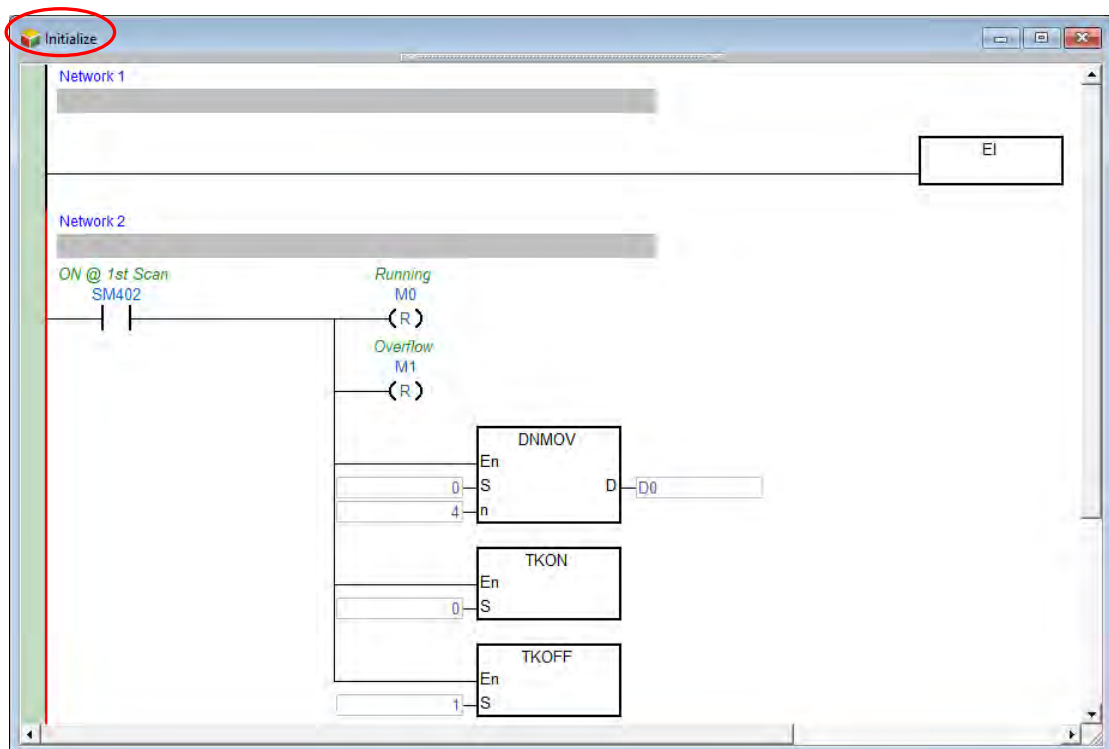 Initialize
Network 1
EI
Network 2
ON @ 1st Scan
SM402
Running
M0
R
Overflow
M1
R
DNMOV
En
0 S D D0
4 n
TKON
En
0 S
TKOFF
En
1 S